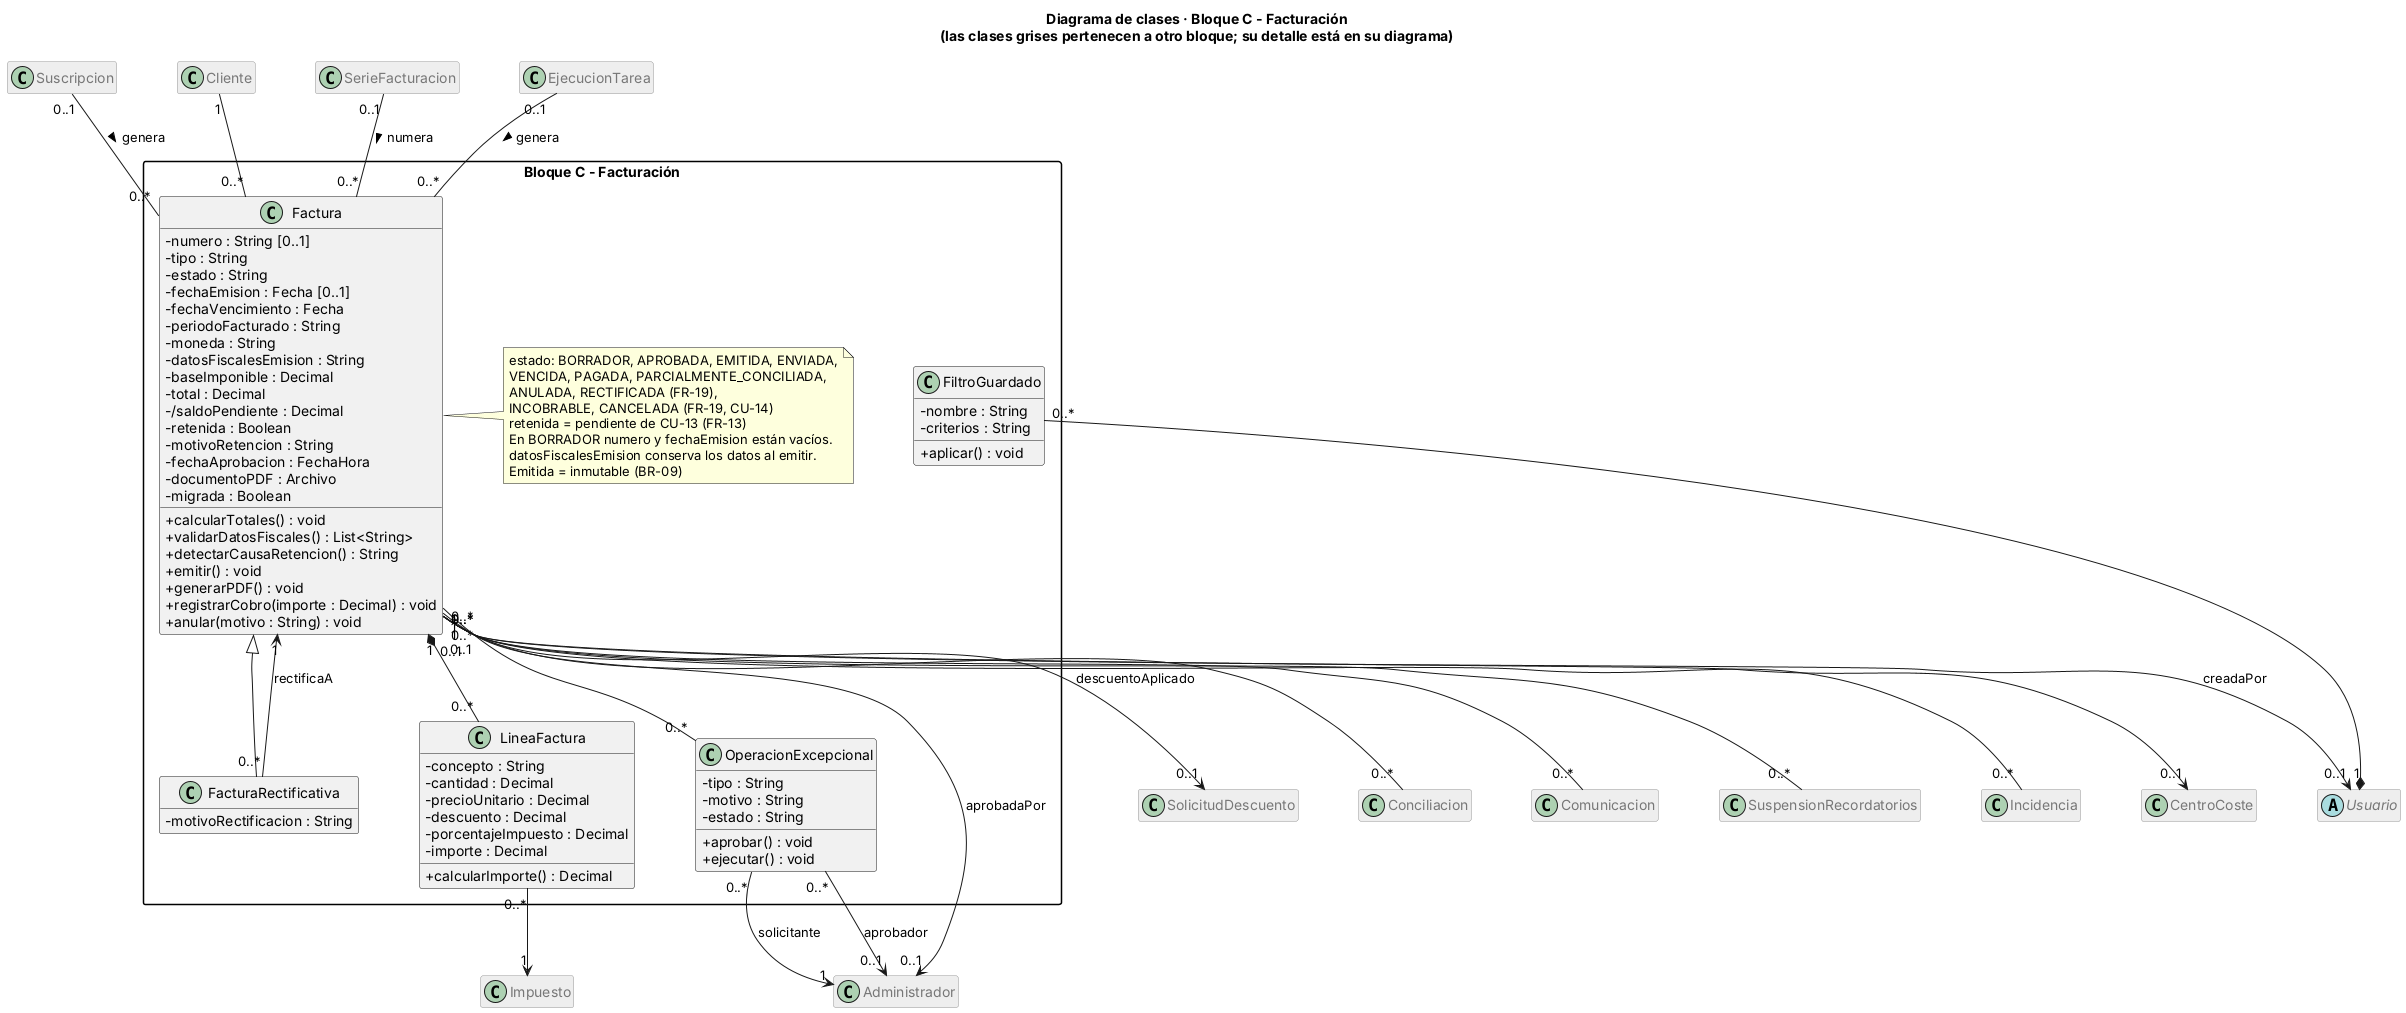 Diagrama de clases · Bloque C - Facturación
(las clases grises pertenecen a otro bloque; su detalle está en su diagrama)
C Suscripcion
C Cliente
C SerieFacturacion
C EjecucionTarea
0..1
1
0..1
0..1
genera
numera
genera
0..*
0..*
0..*
0..*
Bloque C - Facturación
C Factura
-numero : String [0..1]
-tipo : String
-estado : String
-fechaEmision : Fecha [0..1]
-fechaVencimiento : Fecha
-periodoFacturado : String
-moneda : String
-datosFiscalesEmision : String
-baseImponible : Decimal
-total : Decimal
-/saldoPendiente : Decimal
-retenida : Boolean
-motivoRetencion : String
-fechaAprobacion : FechaHora
-documentoPDF : Archivo
-migrada : Boolean
+calcularTotales() : void
+validarDatosFiscales() : List<String>
+detectarCausaRetencion() : String
+emitir() : void
+generarPDF() : void
+registrarCobro(importe : Decimal) : void
+anular(motivo : String) : void
estado: BORRADOR, APROBADA, EMITIDA, ENVIADA,
VENCIDA, PAGADA, PARCIALMENTE_CONCILIADA,
ANULADA, RECTIFICADA (FR-19),
INCOBRABLE, CANCELADA (FR-19, CU-14)
retenida = pendiente de CU-13 (FR-13)
En BORRADOR numero y fechaEmision están vacíos.
datosFiscalesEmision conserva los datos al emitir.
Emitida = inmutable (BR-09)
C FiltroGuardado
-nombre : String
-criterios : String
+aplicar() : void
0..*
0..*
0..*
1
1
0..1
0..1
rectificaA
descuentoAplicado
creadaPor
0..*
0..*
0..*
C FacturaRectificativa
-motivoRectificacion : String
C LineaFactura
-concepto : String
-cantidad : Decimal
-precioUnitario : Decimal
-descuento : Decimal
-porcentajeImpuesto : Decimal
-importe : Decimal
+calcularImporte() : Decimal
C OperacionExcepcional
-tipo : String
-motivo : String
-estado : String
+aprobar() : void
+ejecutar() : void
aprobadaPor
0..1
0..*
0..*
0..*
0..*
0..1
0..1
1
C SolicitudDescuento
C Conciliacion
C Comunicacion
C SuspensionRecordatorios
C Incidencia
C CentroCoste
A Usuario
0..*
0..*
0..*
solicitante
aprobador
1
1
0..1
0..1
C Impuesto
C Administrador